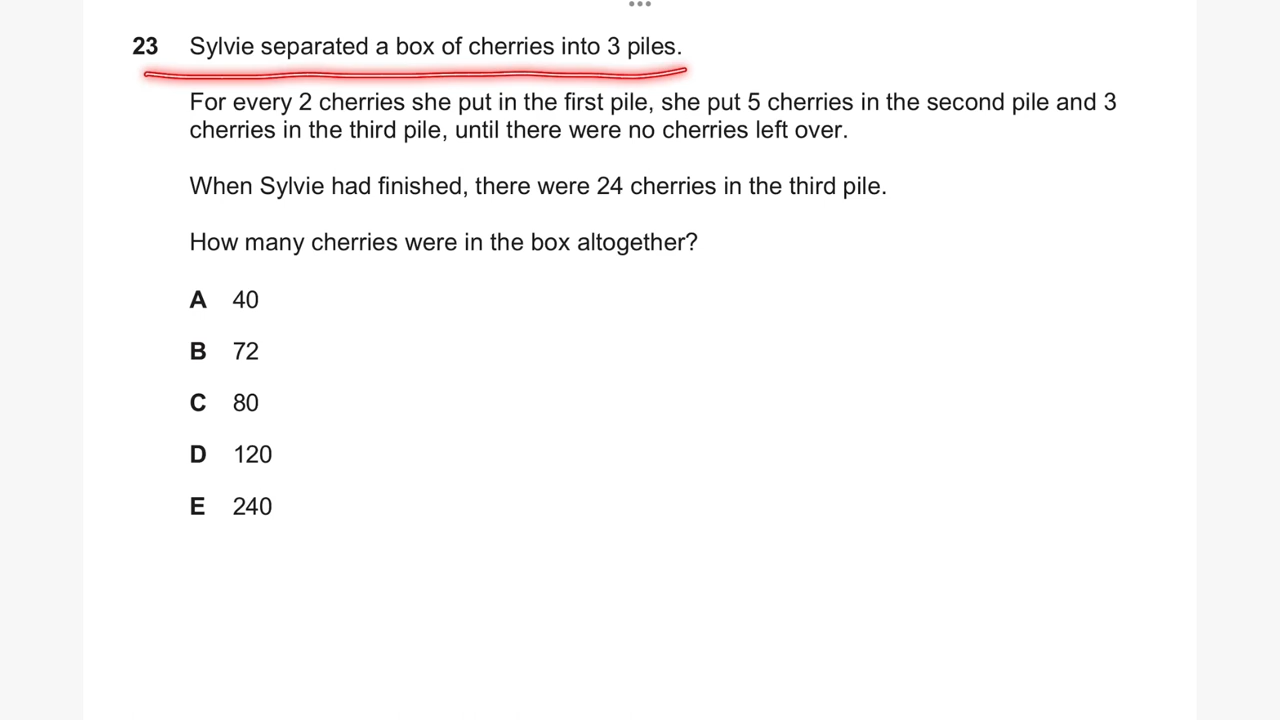 23 Sylvie separated a box of cherries into 3 piles.
For every 2 cherries she put in the first pile, she put 5 cherries in the second pile and 3
cherries in the third pile, until there were no cherries left over.
When Sylvie had finished, there were 24 cherries in the third pile.
How many cherries were in the box altogether?
A 40
B 72
C 80
D 120
E 240